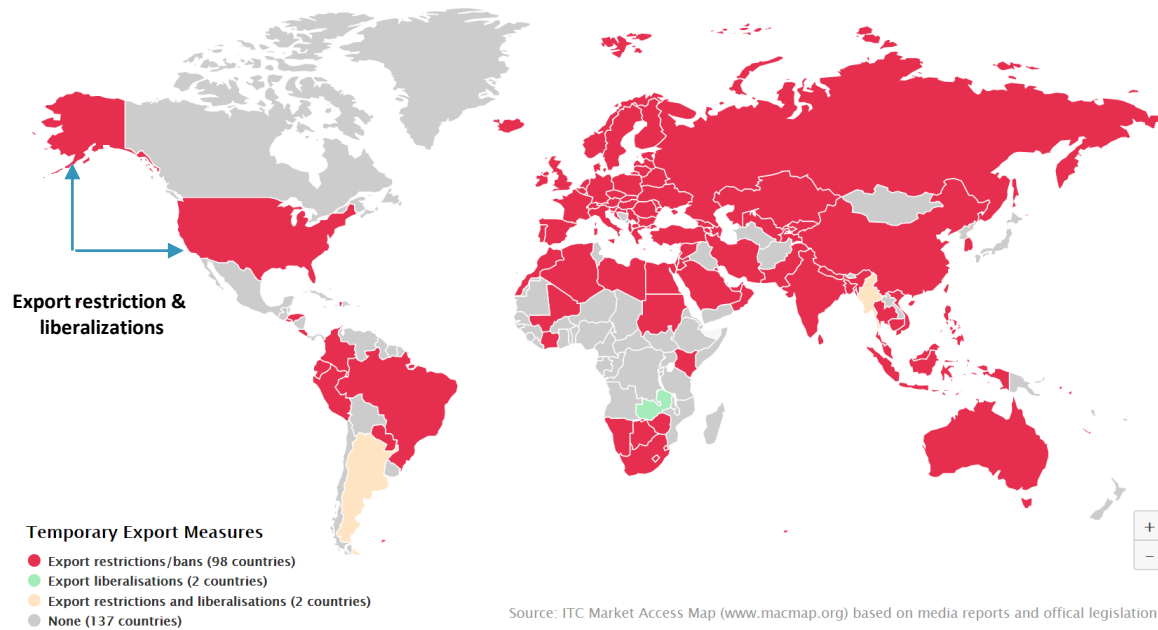 Export restriction &
liberalizations
Temporary Export Measures
Export restrictions/bans (98 countries)
Export liberalisations (2 countries)
Export restrictions and liberalisations (2 countries)
None (137 countries)
+
−
Source: ITC Market Access Map (www.macmap.org) based on media reports and offical legislation